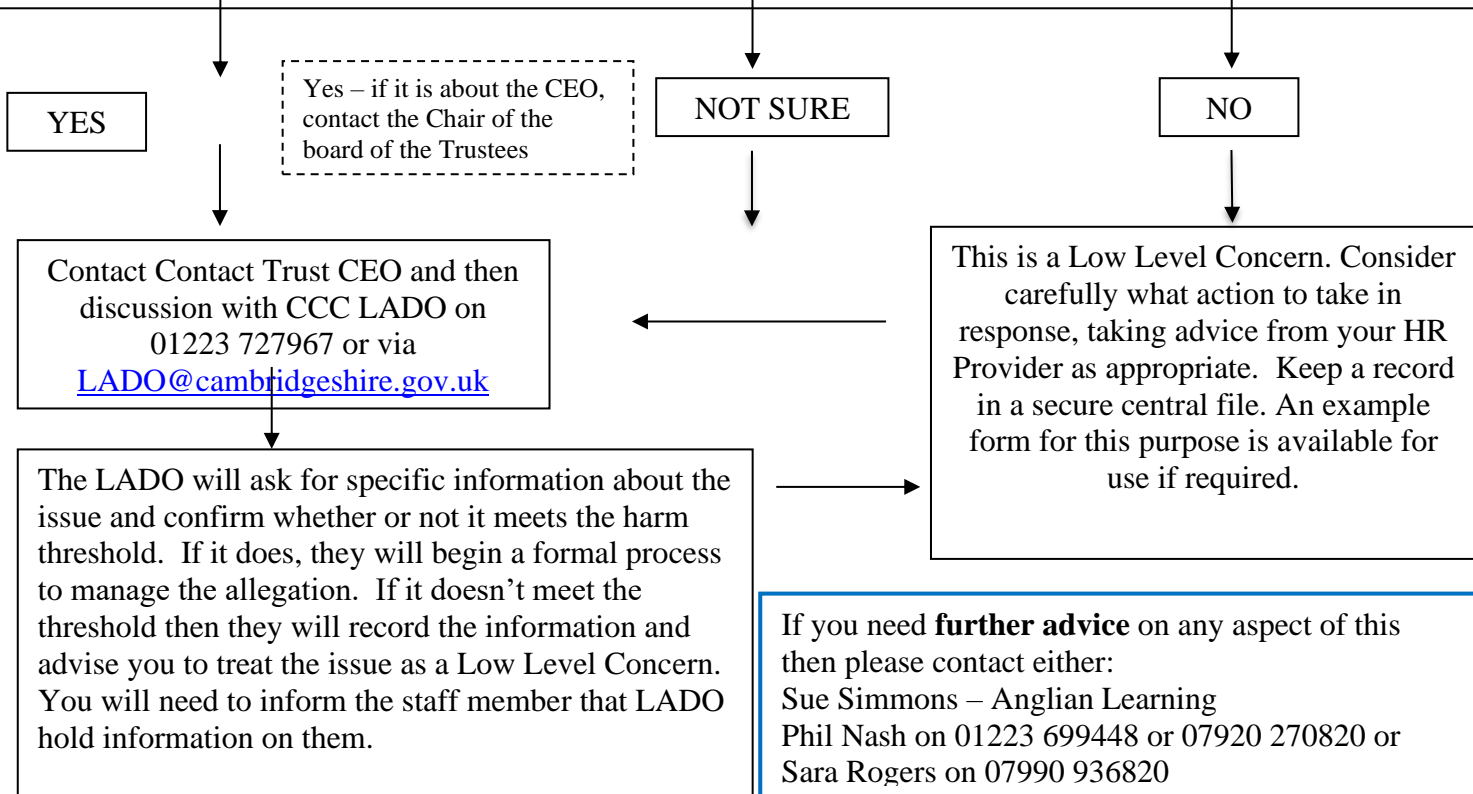 YES
Yes – if it is about the CEO,
contact the Chair of the
board of the Trustees
NOT SURE
NO
Contact Contact Trust CEO and then
discussion with CCC LADO on
01223 727967 or via
LADO@cambridgeshire.gov.uk
This is a Low Level Concern. Consider
carefully what action to take in
response, taking advice from your HR
Provider as appropriate.  Keep a record
in a secure central file. An example
form for this purpose is available for
use if required.
The LADO will ask for specific information about the
issue and confirm whether or not it meets the harm
threshold.  If it does, they will begin a formal process
to manage the allegation.  If it doesn’t meet the
threshold then they will record the information and
advise you to treat the issue as a Low Level Concern.
You will need to inform the staff member that LADO
hold information on them.
If you need further advice on any aspect of this
then please contact either:
Sue Simmons – Anglian Learning
Phil Nash on 01223 699448 or 07920 270820 or
Sara Rogers on 07990 936820